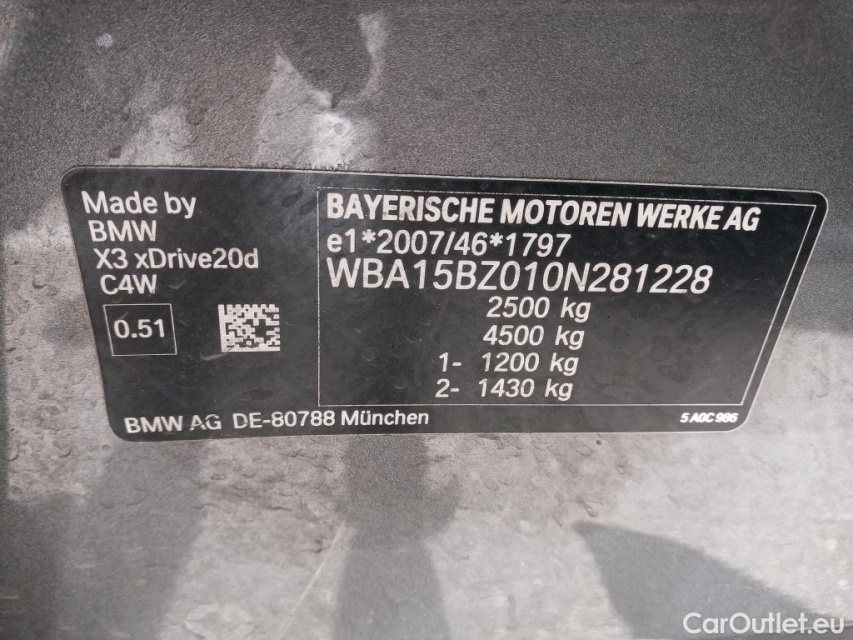 Made by
BMW
X3 xDrive20d
C4W
0.51
BAYERISCHE MOTOREN WERKE AG
e1*2007/46*1797
WBA15BZ010N281228
2500 kg
4500 kg
1- 1200 kg
2- 1430 kg
BMW AG DE-80788 München
5 A0C 986
CarOutlet.eu